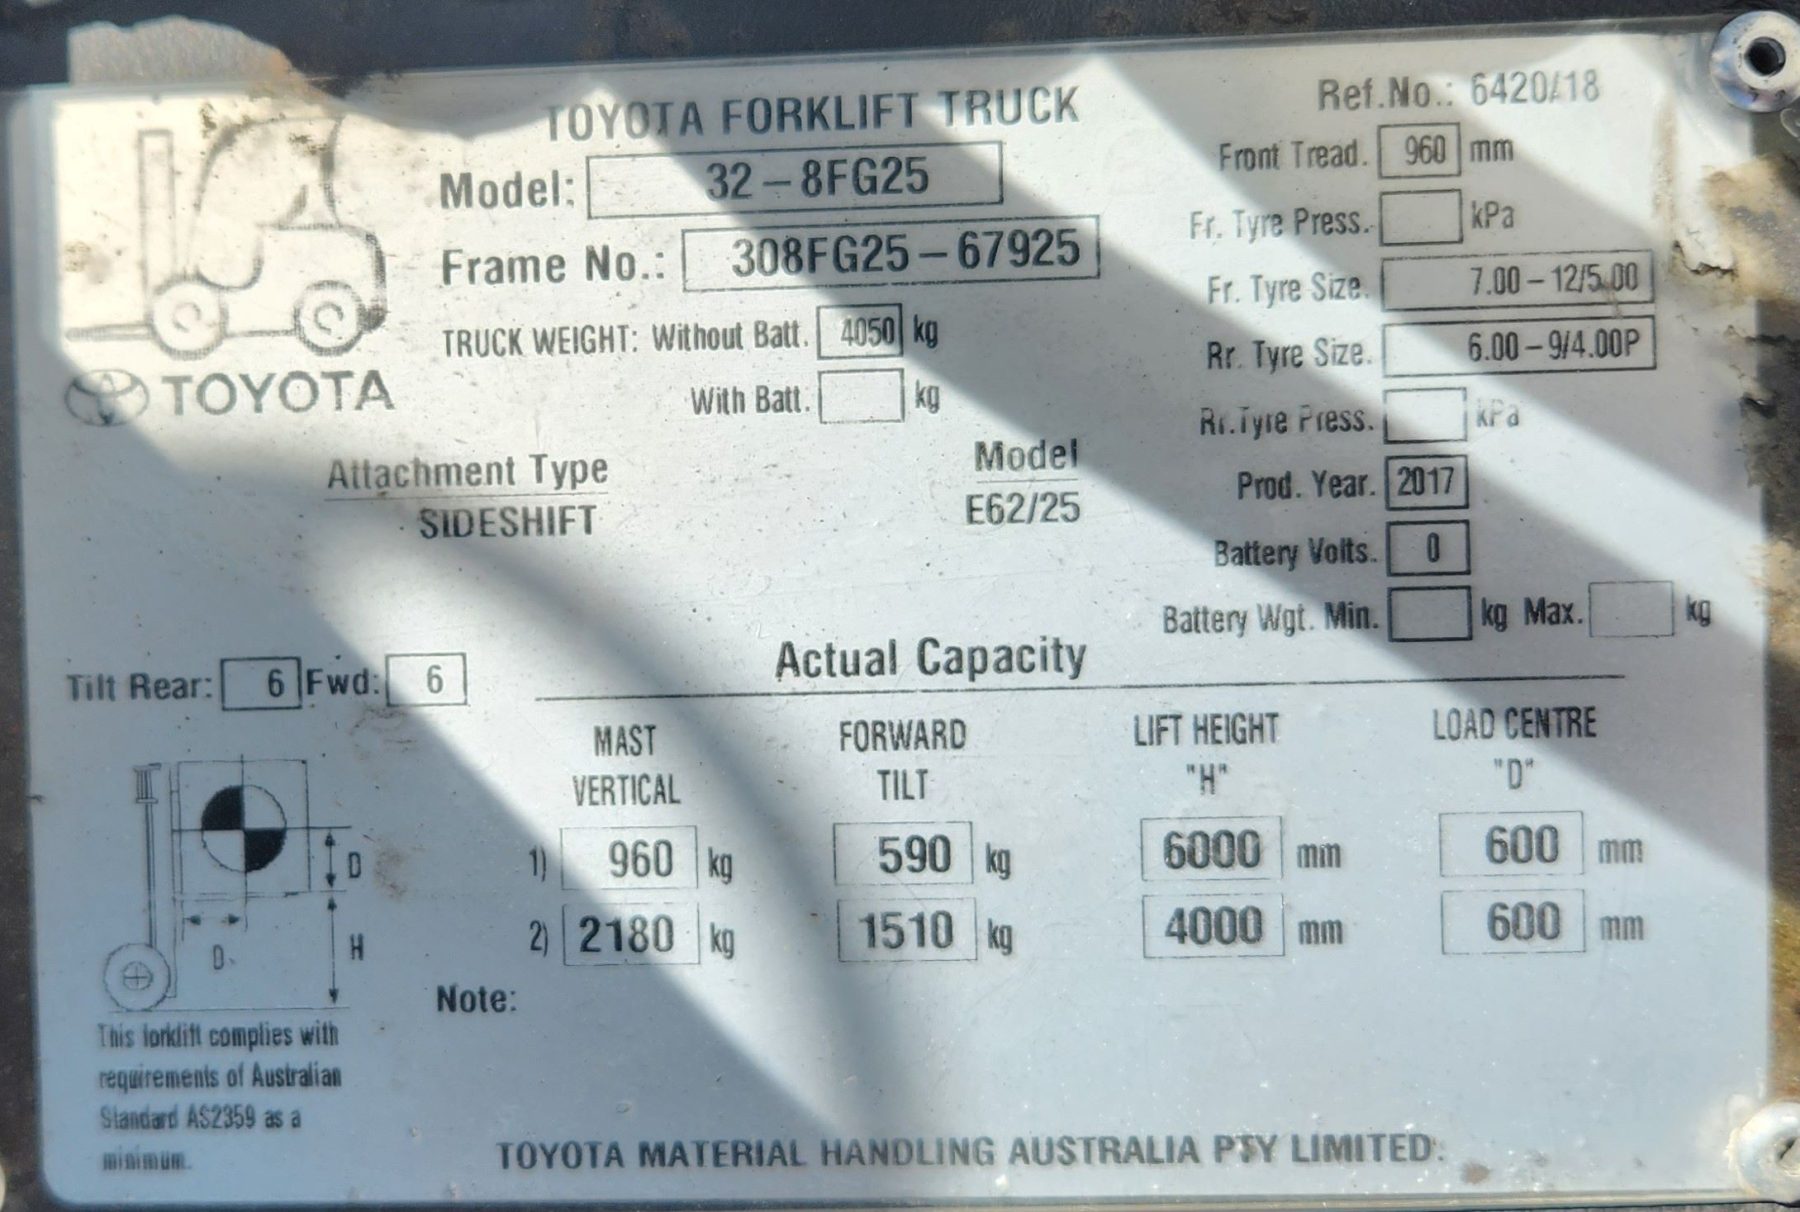 TOYOTA FORKLIFT TRUCK
Ref.No.: 6420/18
Model: 32 – 8FG25
Frame No.: 308FG25 – 67925
TRUCK WEIGHT: Without Batt. 4050 kg
With Batt. kg
TOYOTA
Front Tread. 960 mm
Fr. Tyre Press. kPa
Fr. Tyre Size. 7.00 – 12/5.00
Rr. Tyre Size. 6.00 – 9/4.00P
Rr. Tyre Press. kPa
Prod. Year. 2017
Battery Volts. 0
Battery Wgt. Min. kg Max. kg
Attachment Type Model
SIDESHIFT E62/25
Tilt Rear: 6 Fwd: 6
Actual Capacity
MAST FORWARD LIFT HEIGHT LOAD CENTRE
VERTICAL TILT "H" "D"
1) 960 kg 590 kg 6000 mm 600 mm
2) 2180 kg 1510 kg 4000 mm 600 mm
D
D
H
Note:
This forklift complies with
requirements of Australian
Standard AS2359 as a
minimum.
TOYOTA MATERIAL HANDLING AUSTRALIA PTY LIMITED.